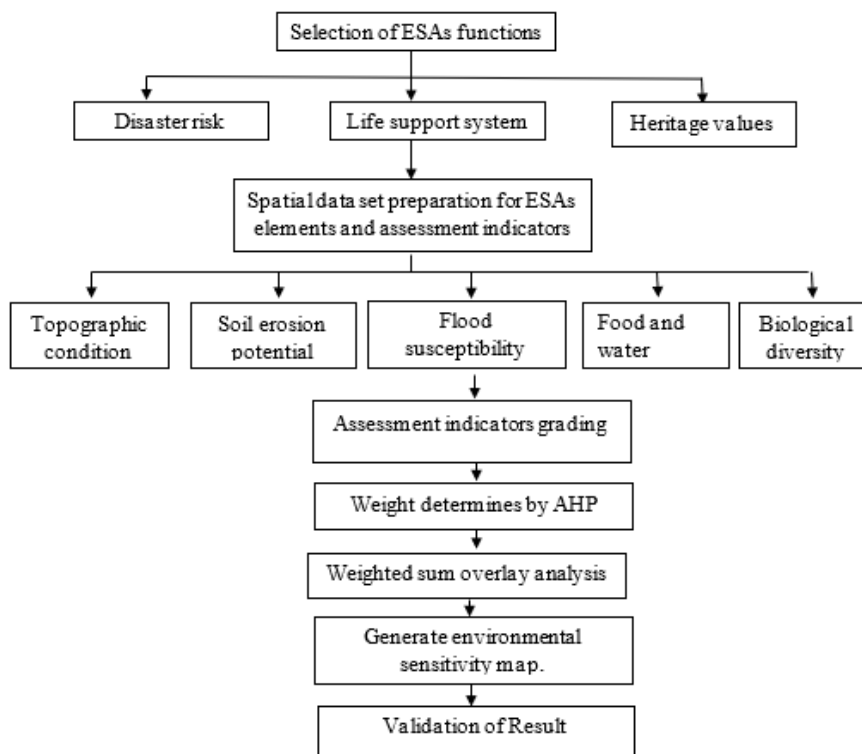 Selection of ESAs functions
Disaster risk
Life support system
Heritage values
Spatial data set preparation for ESAs
elements and assessment indicators
Topographic
condition
Soil erosion
potential
Flood
susceptibility
Food and
water
Biological
diversity
Assessment indicators grading
Weight determines by AHP
Weighted sum overlay analysis
Generate environmental
sensitivity map.
Validation of Result